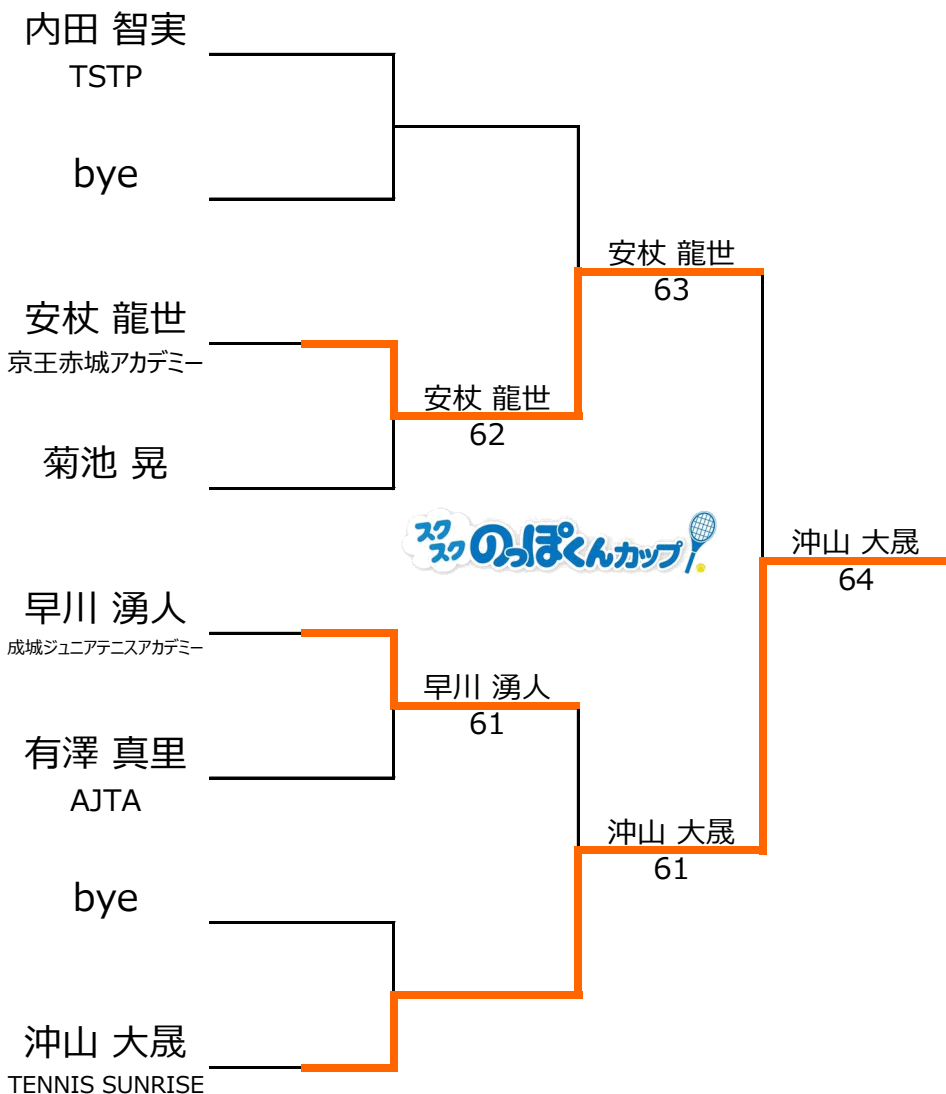 内田 智実
TSTP
bye
安杖 龍世
63
安杖 龍世
京王赤城アカデミー
安杖 龍世
62
菊池 晃
スク
スク のっぽくんカップ
沖山 大晟
64
早川 湧人
成城ジュニアテニスアカデミー
早川 湧人
61
有澤 真里
AJTA
沖山 大晟
61
bye
沖山 大晟
TENNIS SUNRISE